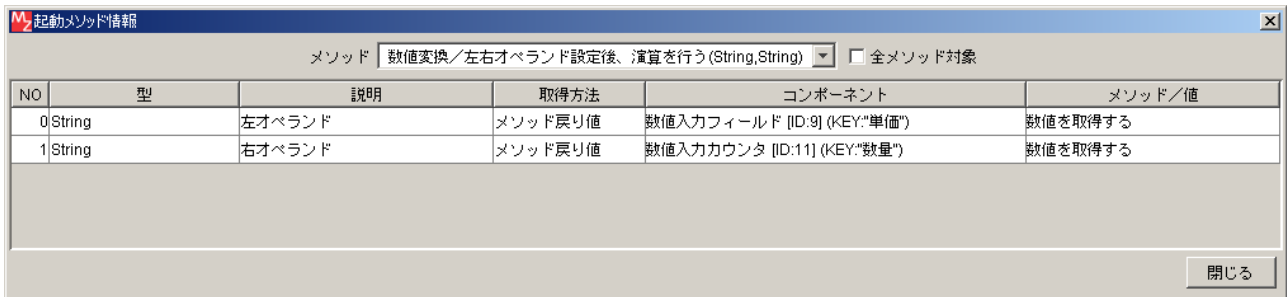 MZ 起動メソッド情報
メソッド 数値変換／左右オペランド設定後、演算を行う(String,String) 全メソッド対象
NO 型 説明 取得方法 コンポーネント メソッド／値
0 String 左オペランド メソッド戻り値 数値入力フィールド [ID:9] (KEY:"単価") 数値を取得する
1 String 右オペランド メソッド戻り値 数値入力カウンタ [ID:11] (KEY:"数量") 数値を取得する
閉じる